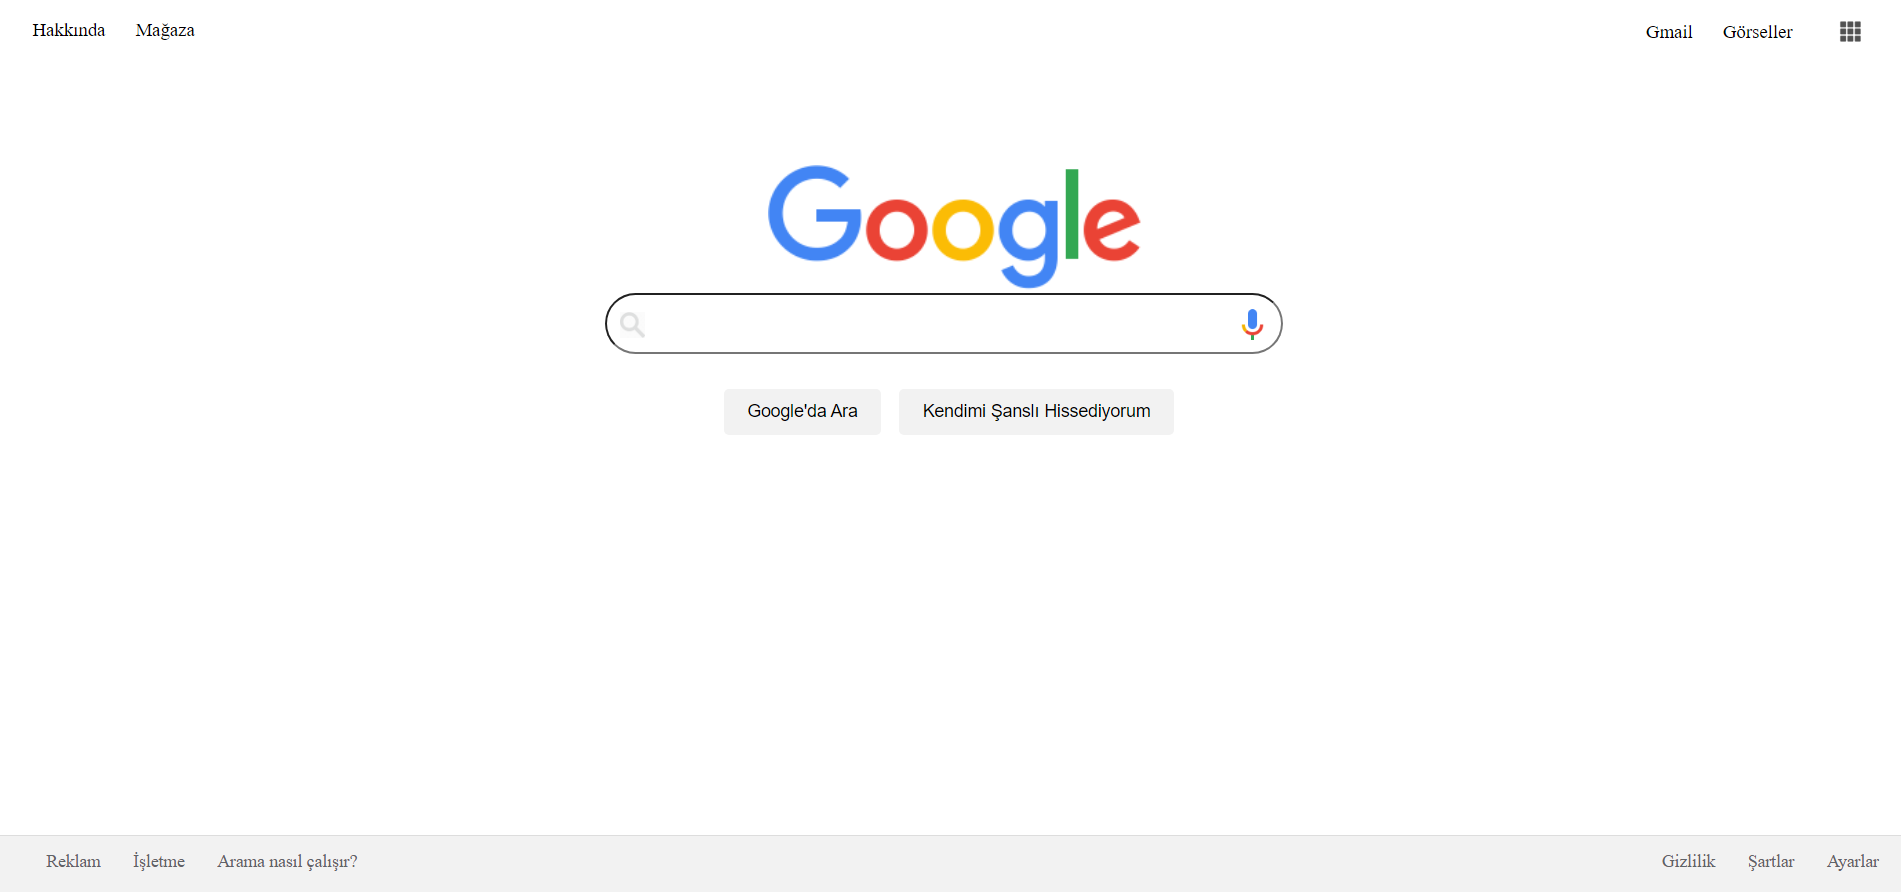 Hakkında Mağaza Gmail Görseller
Google
Google'da Ara Kendimi Şanslı Hissediyorum
Reklam İşletme Arama nasıl çalışır? Gizlilik Şartlar Ayarlar